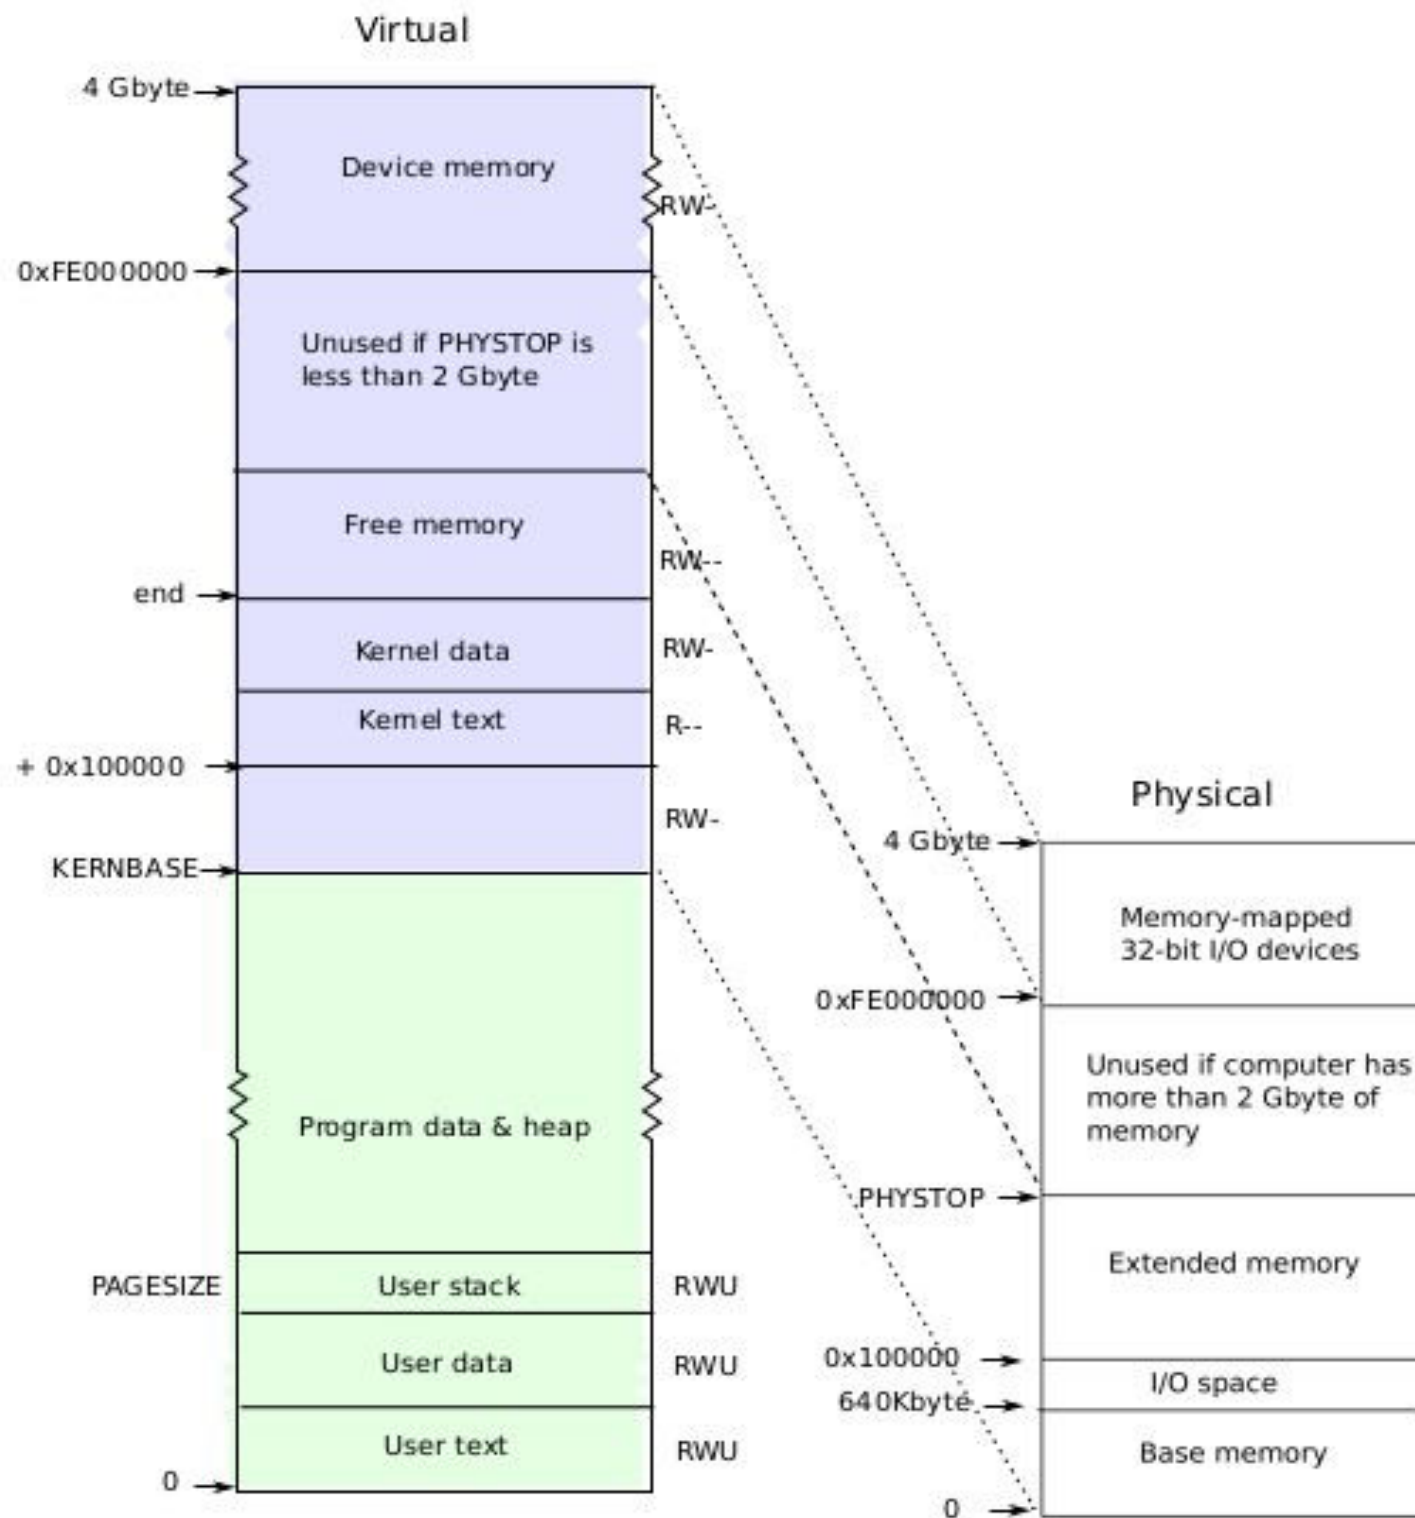 Virtual
4 Gbyte
Device memory
RW-
0xFE000000
Unused if PHYSTOP is
less than 2 Gbyte
Free memory
RW--
end
Kernel data
RW-
Kernel text
R--
+ 0x100000
RW-
KERNBASE
Program data & heap
PAGESIZE
User stack
RWU
User data
RWU
User text
RWU
0
Physical
4 Gbyte
Memory-mapped
32-bit I/O devices
0xFE000000
Unused if computer has
more than 2 Gbyte of
memory
PHYSTOP
Extended memory
0x100000
I/O space
640Kbyte
Base memory
0